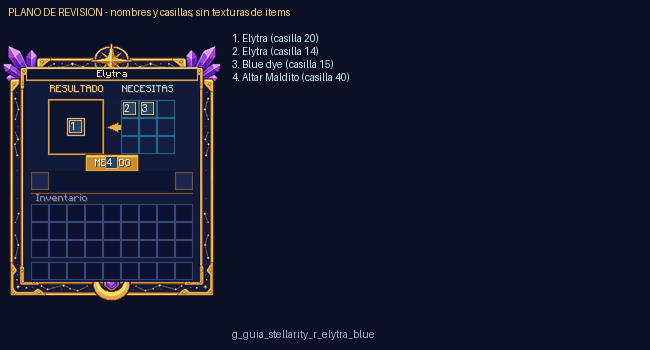 PLANO DE REVISION - nombres y casillas; sin texturas de items
1. Elytra (casilla 20)
2. Elytra (casilla 14)
3. Blue dye (casilla 15)
4. Altar Maldito (casilla 40)
Elytra
RESULTADO NECESITAS
2 3
1
4
Inventario
g_guia_stellarity_r_elytra_blue